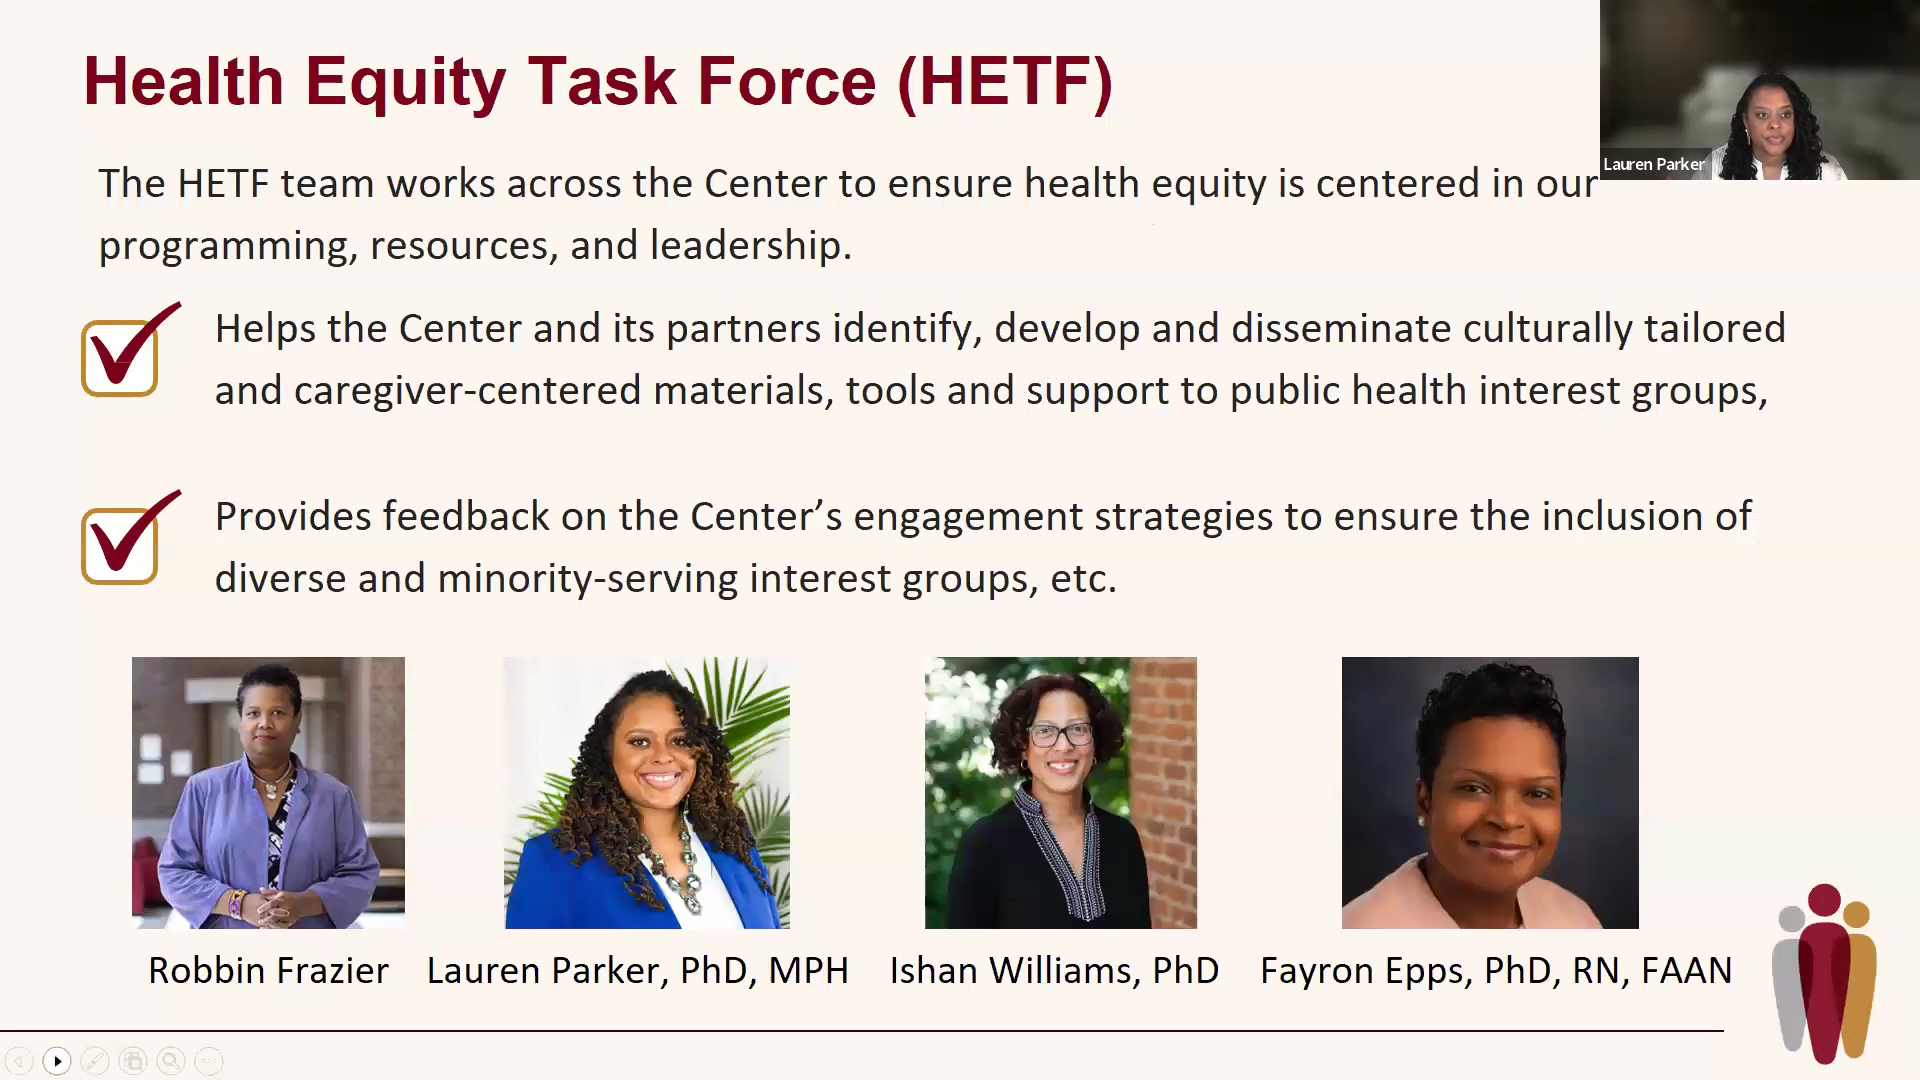 Health Equity Task Force (HETF)
Lauren Parker
The HETF team works across the Center to ensure health equity is centered in our
programming, resources, and leadership.
Helps the Center and its partners identify, develop and disseminate culturally tailored
and caregiver-centered materials, tools and support to public health interest groups,
Provides feedback on the Center’s engagement strategies to ensure the inclusion of
diverse and minority-serving interest groups, etc.
Robbin Frazier
Lauren Parker, PhD, MPH
Ishan Williams, PhD
Fayron Epps, PhD, RN, FAAN